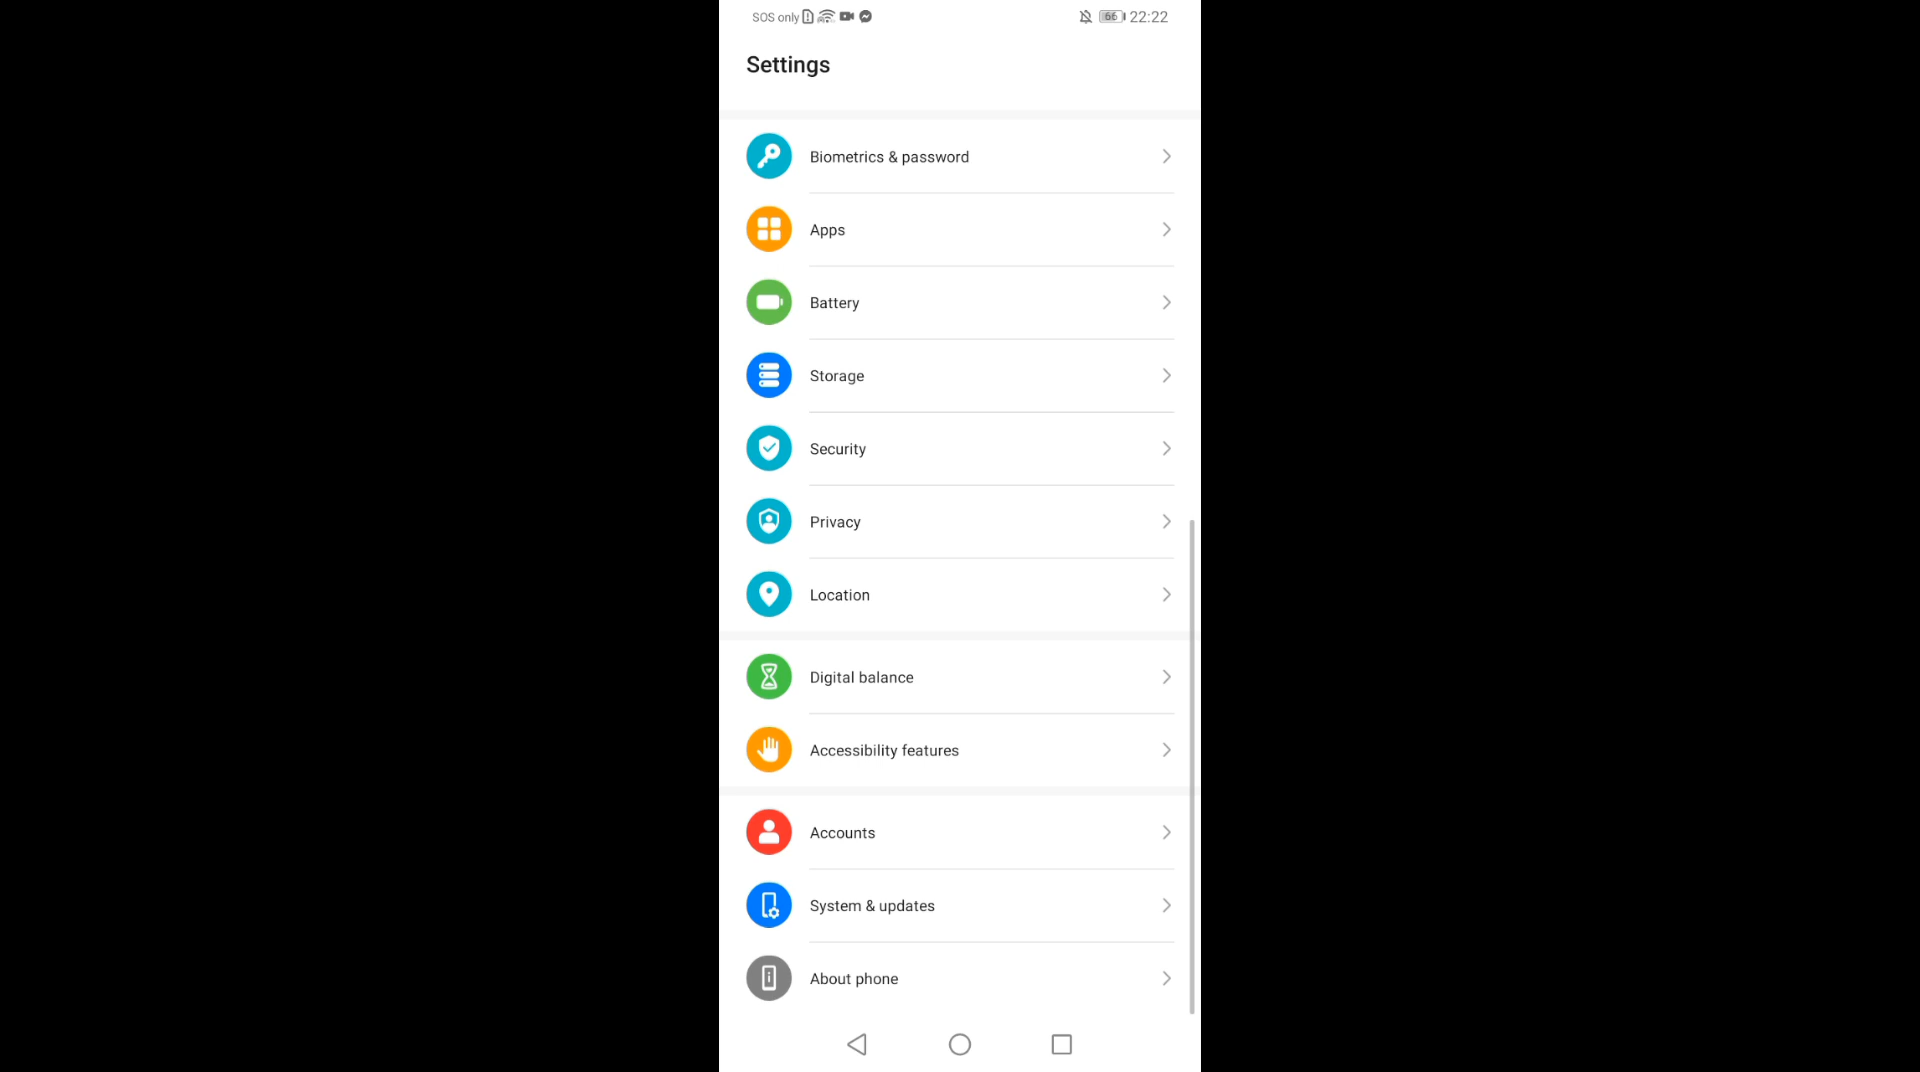 SOS only 66 22:22
Settings
Biometrics & password
Apps
Battery
Storage
Security
Privacy
Location
Digital balance
Accessibility features
Accounts
System & updates
About phone